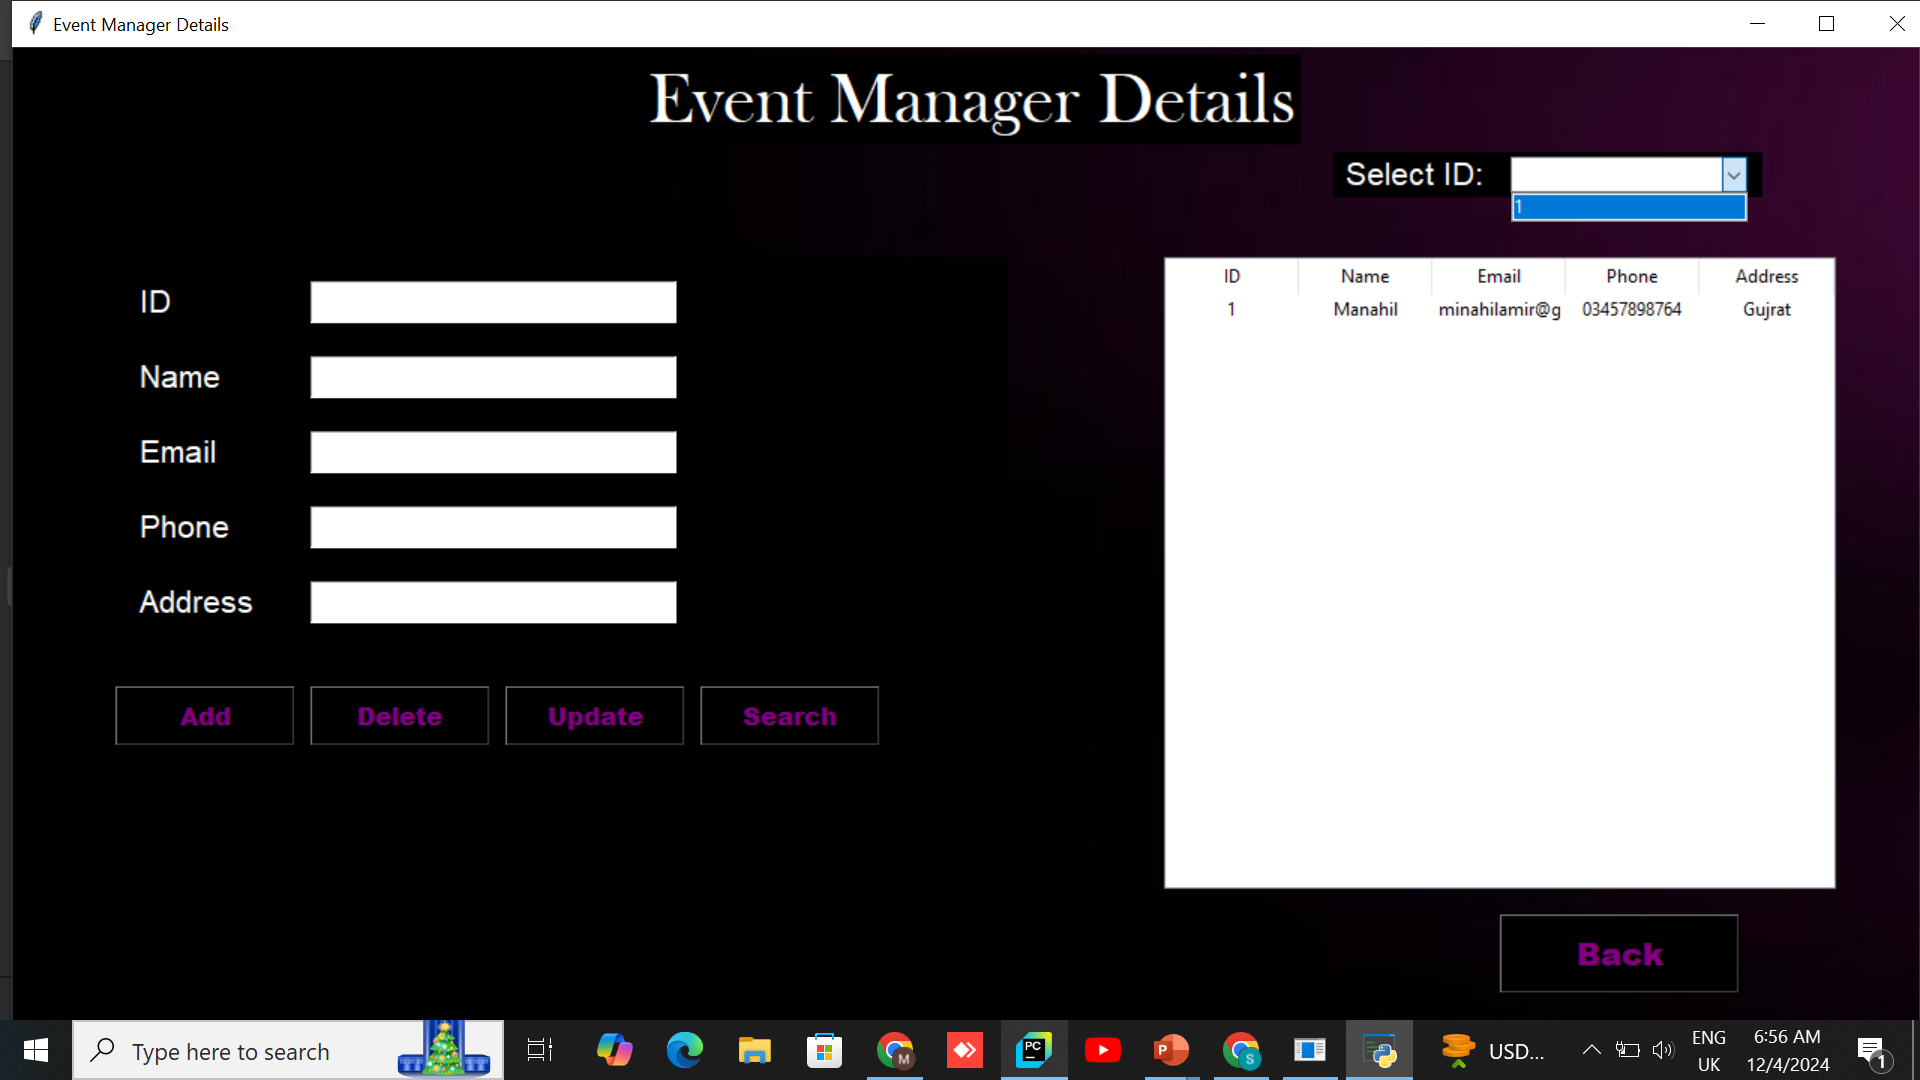 Event Manager Details
Event Manager Details
Select ID:
1
ID
Name
Email
Phone
Address
Add Delete Update Search
ID Name Email Phone Address
1 Manahil minahilamir@g 03457898764 Gujrat
Back
Type here to search
M
PC
P
S
USD...
ENG
UK
6:56 AM
12/4/2024
1